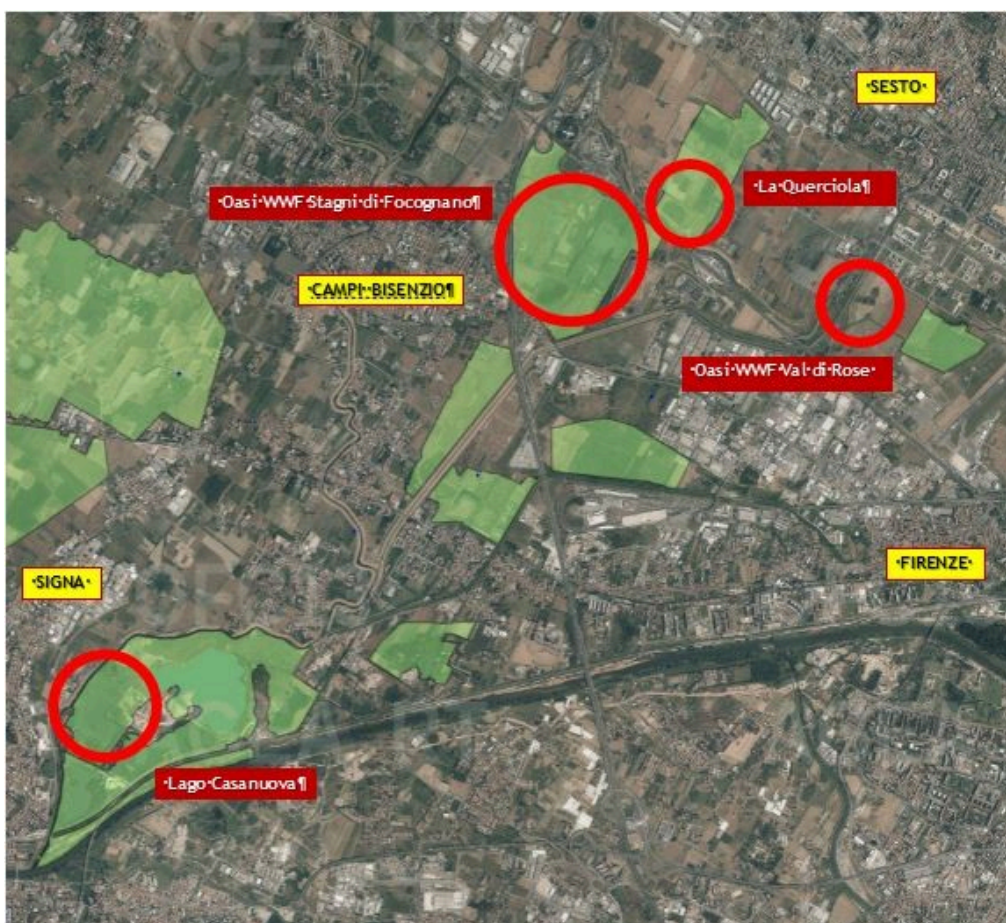 ·SESTO·
·Oasi·WWF·Stagni·di·Focognano¶
·La·Querciola¶
·CAMPI··BISENZIO¶
·Oasi·WWF·Val·di·Rose·
·SIGNA·
·FIRENZE·
·Lago·Casanuova¶